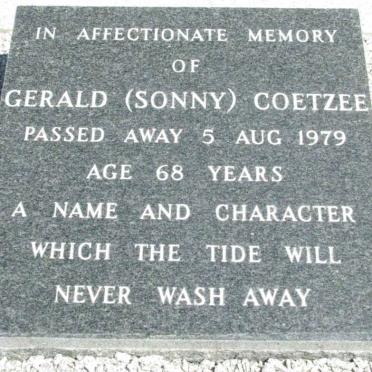 IN AFFECTIONATE MEMORY
OF
GERALD (SONNY) COETZEE
PASSED AWAY 5 AUG 1979
AGE 68 YEARS
A NAME AND CHARACTER
WHICH THE TIDE WILL
NEVER WASH AWAY